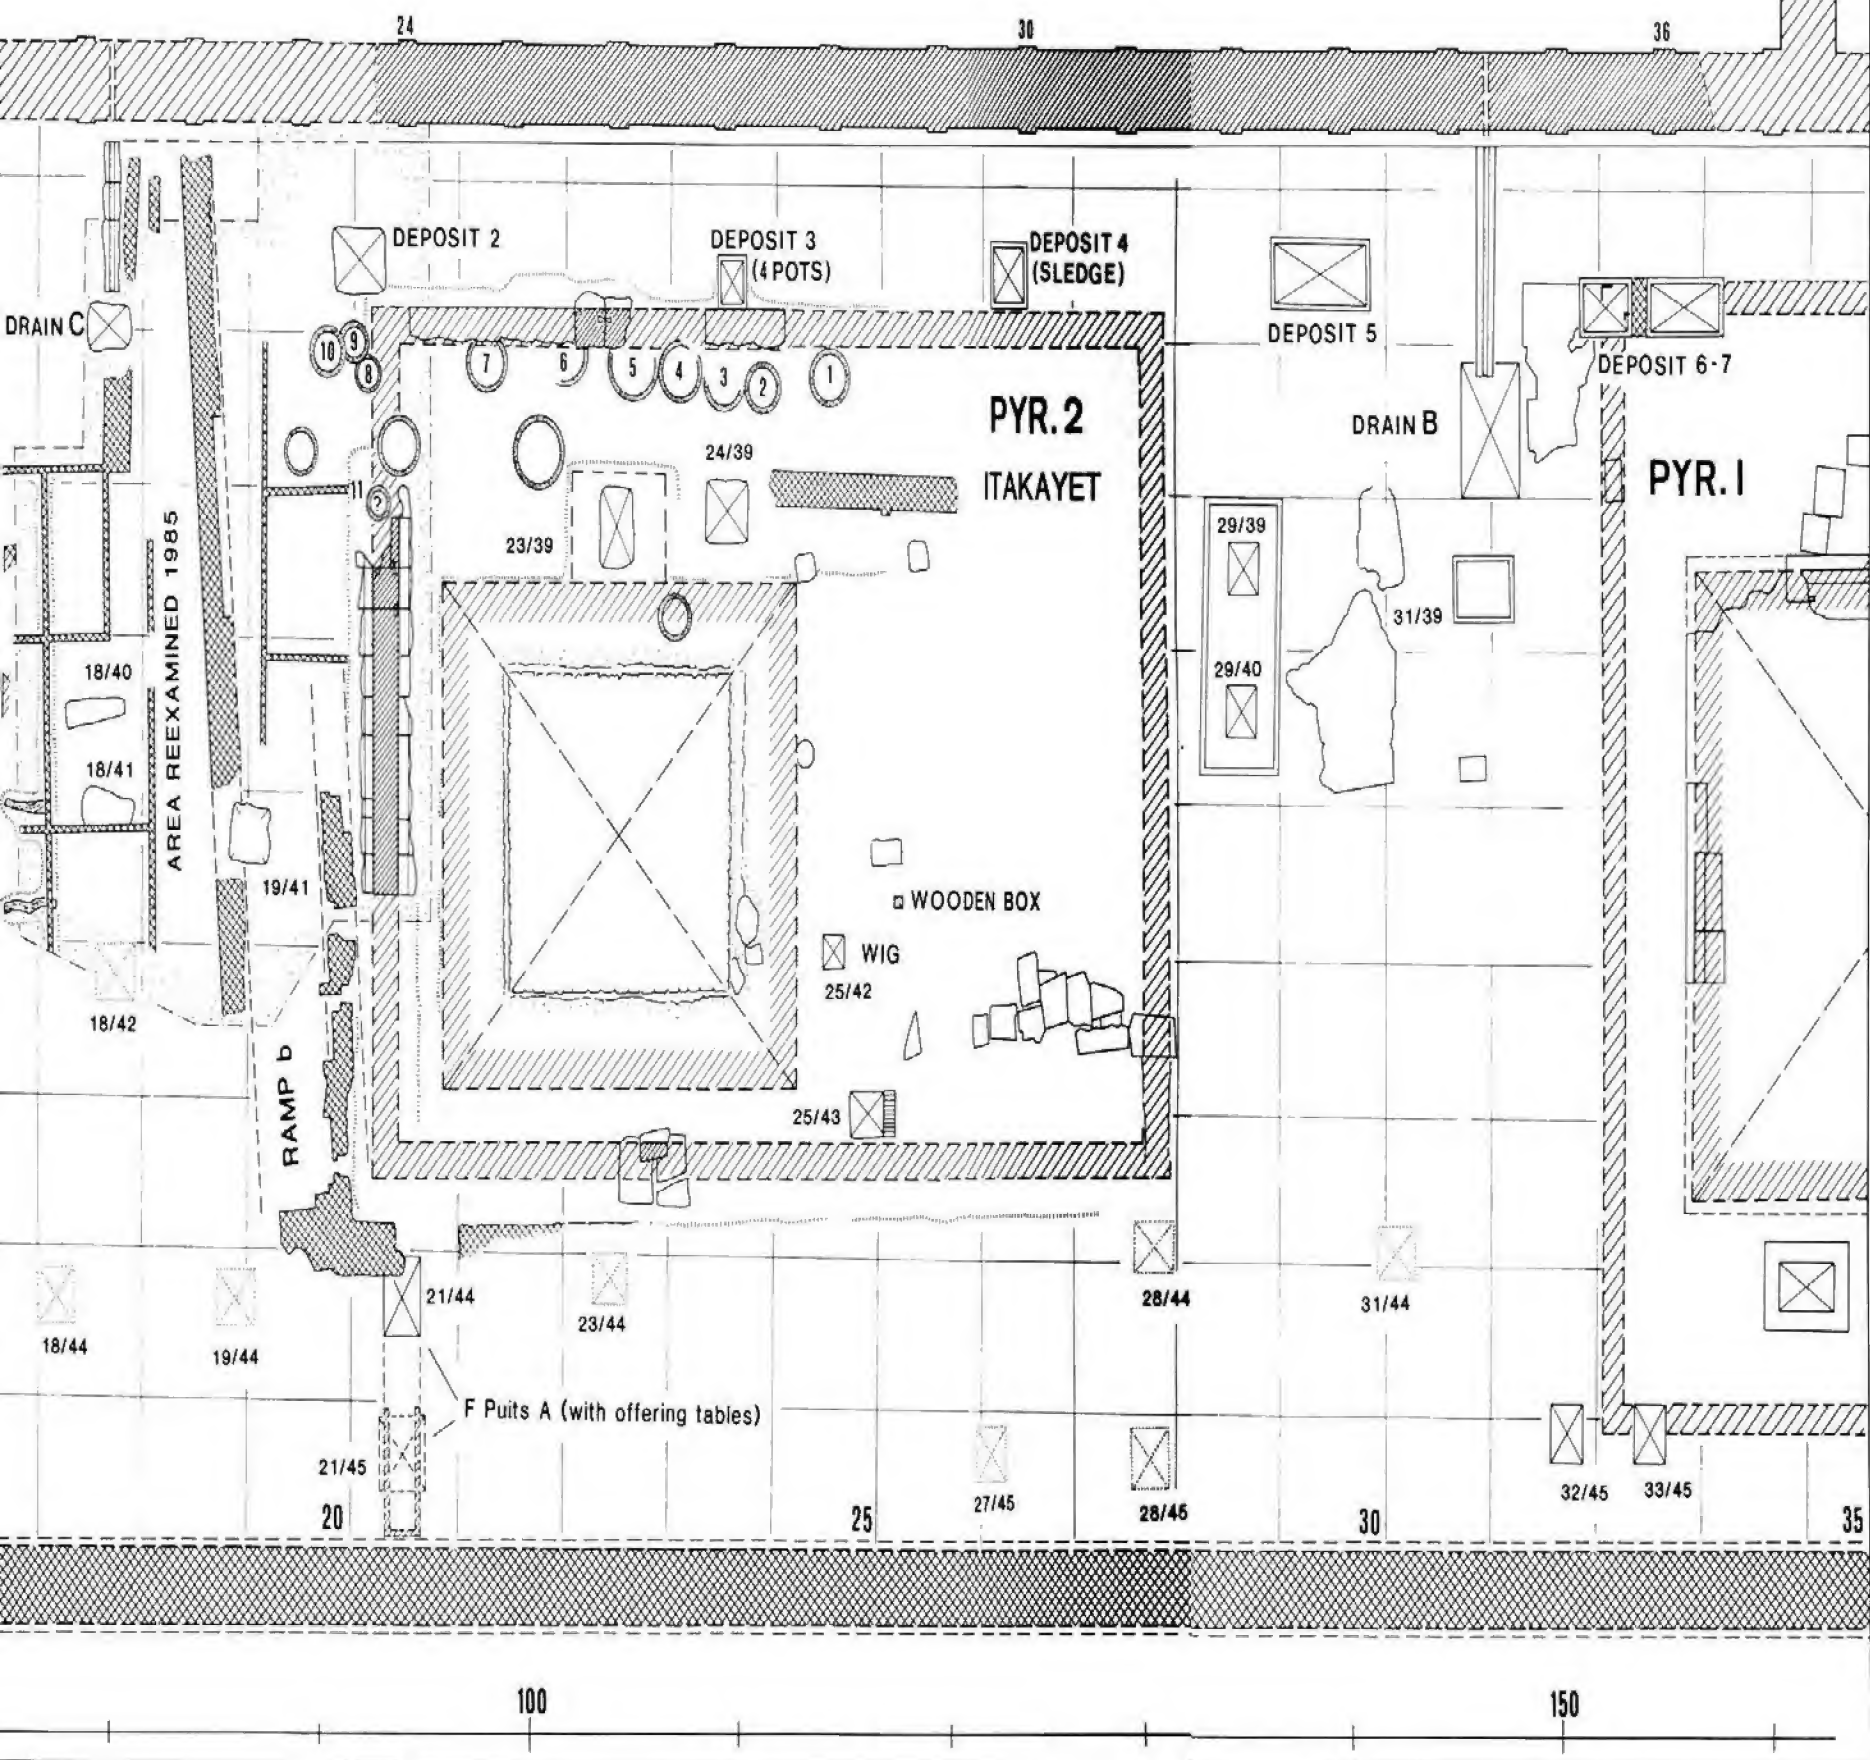 24
30
36
DEPOSIT 2
DEPOSIT 3
(4 POTS)
DEPOSIT 4
(SLEDGE)
DEPOSIT 5
DEPOSIT 6-7
DRAIN C
10
9
8
7
6
5
4
3
2
1
PYR.2
ITAKAYET
DRAIN B
PYR.I
24/39
11
?
23/39
29/39
31/39
29/40
AREA REEXAMINED 1985
18/40
18/41
19/41
WOODEN BOX
WIG
25/42
18/42
RAMP b
25/43
21/44
23/44
28/44
31/44
18/44
19/44
F Puits A (with offering tables)
21/45
27/45
28/45
32/45
33/45
20
25
30
35
100
150